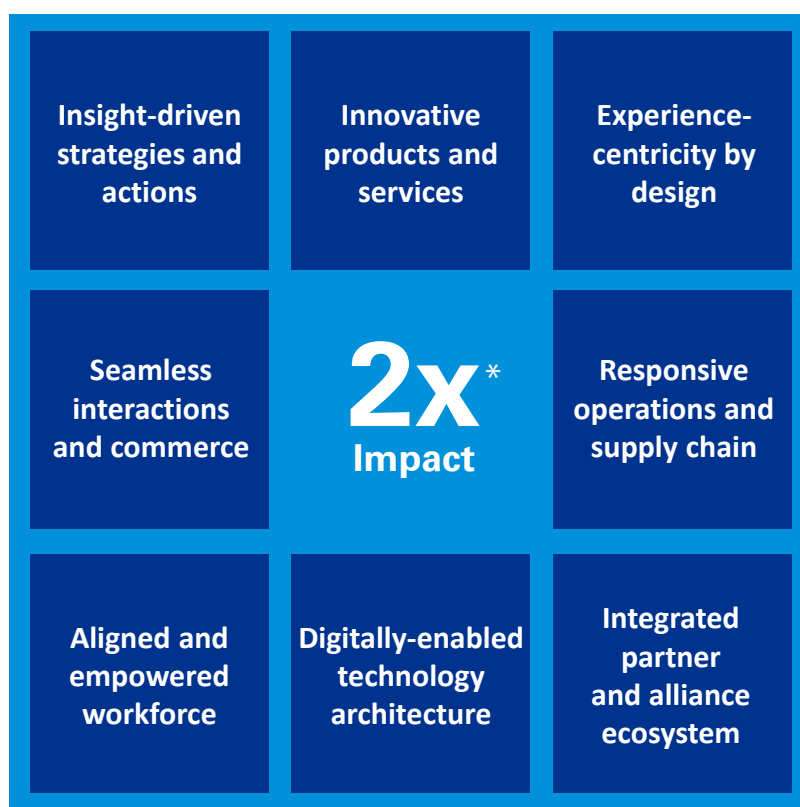 Insight-driven
strategies and
actions
Innovative
products and
services
Experience-
centricity by
design
Seamless
interactions
and commerce
2x*
Impact
Responsive
operations and
supply chain
Aligned and
empowered
workforce
Digitally-enabled
technology
architecture
Integrated
partner
and alliance
ecosystem